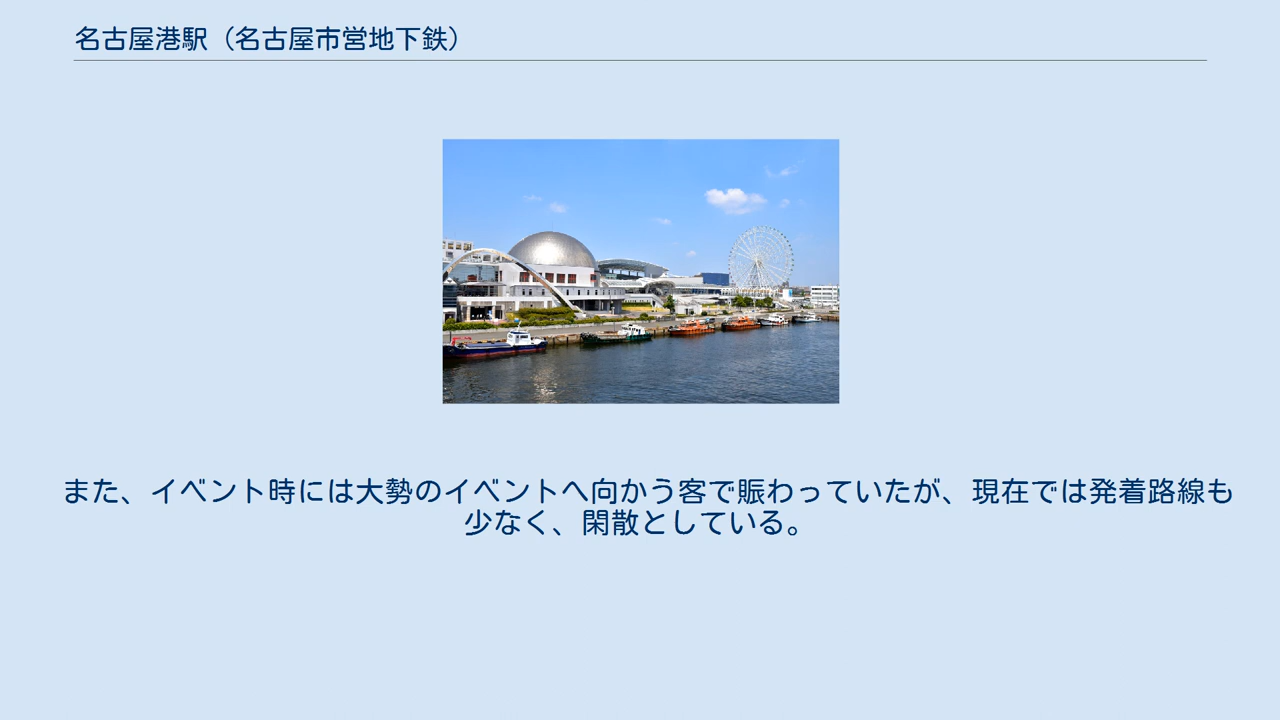 名古屋港駅（名古屋市営地下鉄）
また、イベント時には大勢のイベントへ向かう客で賑わっていたが、現在では発着路線も
少なく、閑散としている。